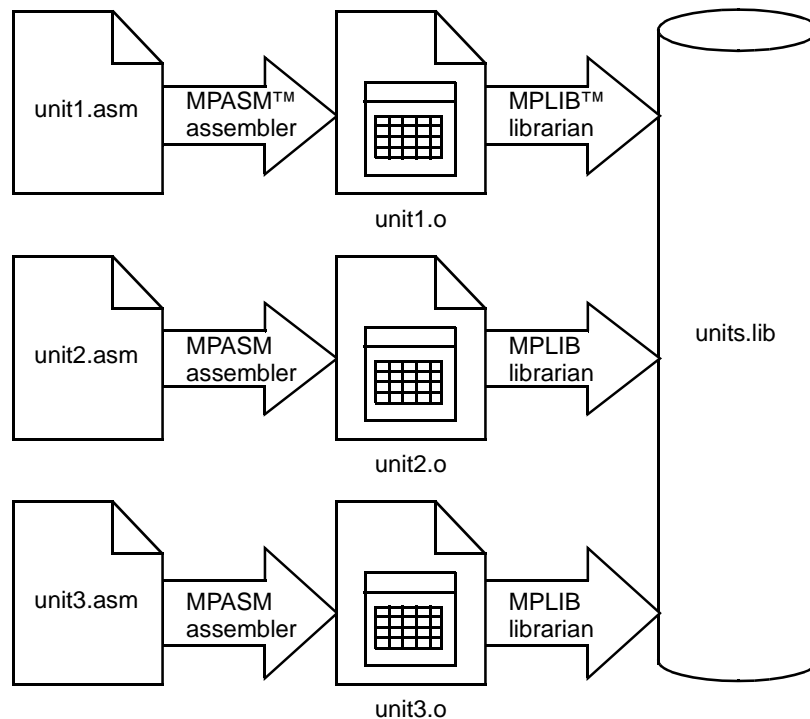 unit1.asm
MPASM™
assembler
unit1.o
MPLIB™
librarian
unit2.asm
MPASM
assembler
unit2.o
MPLIB
librarian
unit3.asm
MPASM
assembler
unit3.o
MPLIB
librarian
units.lib